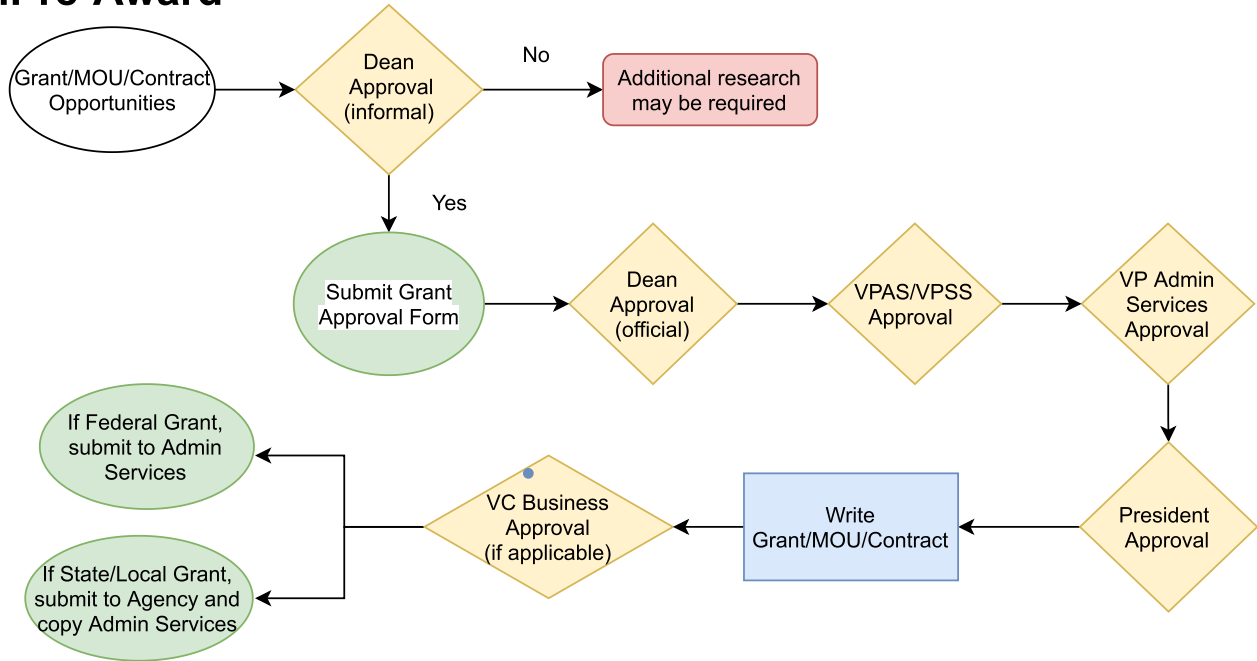 Award
Grant/MOU/Contract
Opportunities
Dean
Approval
(informal)
No
Additional research
may be required
Yes
Submit Grant
Approval Form
Dean
Approval
(official)
VPAS/VPSS
Approval
VP Admin
Services
Approval
If Federal Grant,
submit to Admin
Services
VC Business
Approval
(if applicable)
Write
Grant/MOU/Contract
President
Approval
If State/Local Grant,
submit to Agency and
copy Admin Services